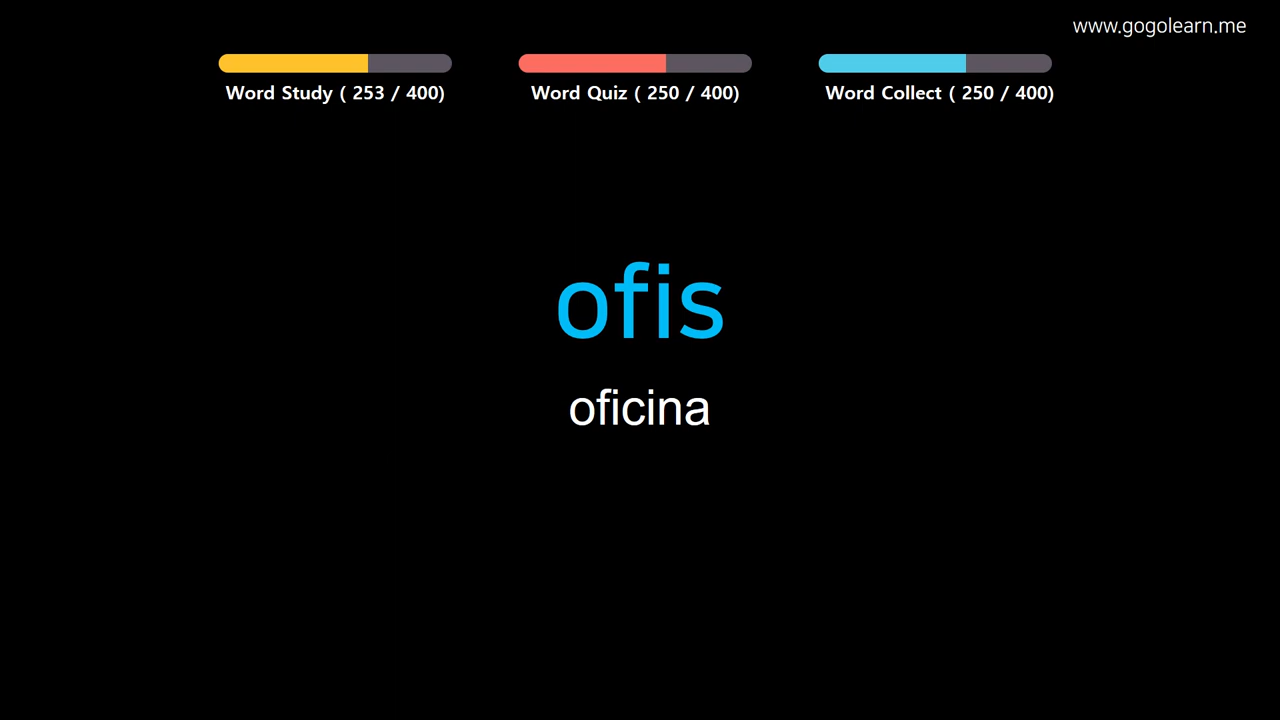 www.gogolearn.me
Word Study ( 253 / 400)
Word Quiz ( 250 / 400)
Word Collect ( 250 / 400)
ofis
oficina